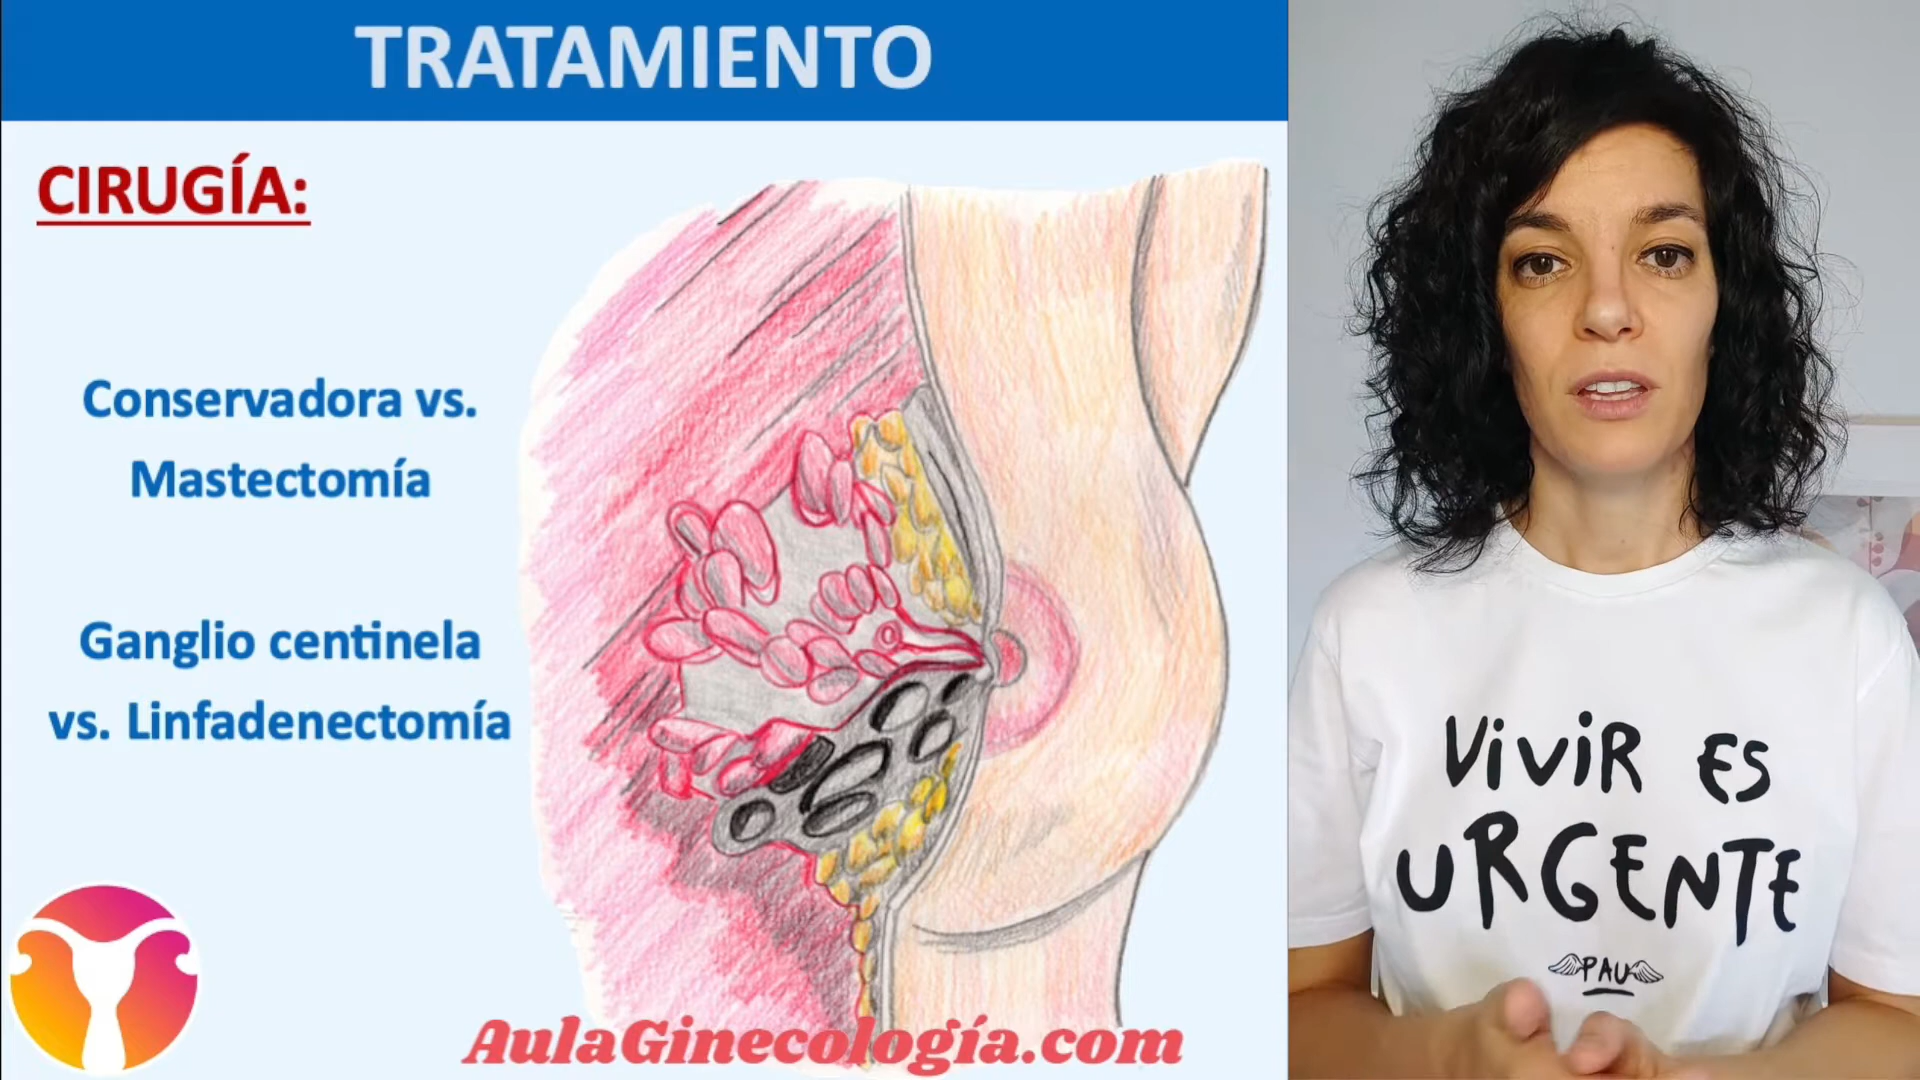 TRATAMIENTO
CIRUGÍA:
Conservadora vs.
Mastectomía
Ganglio centinela
vs. Linfadenectomía
AulaGinecología.com
ViViR ES
URGENTE
PAU